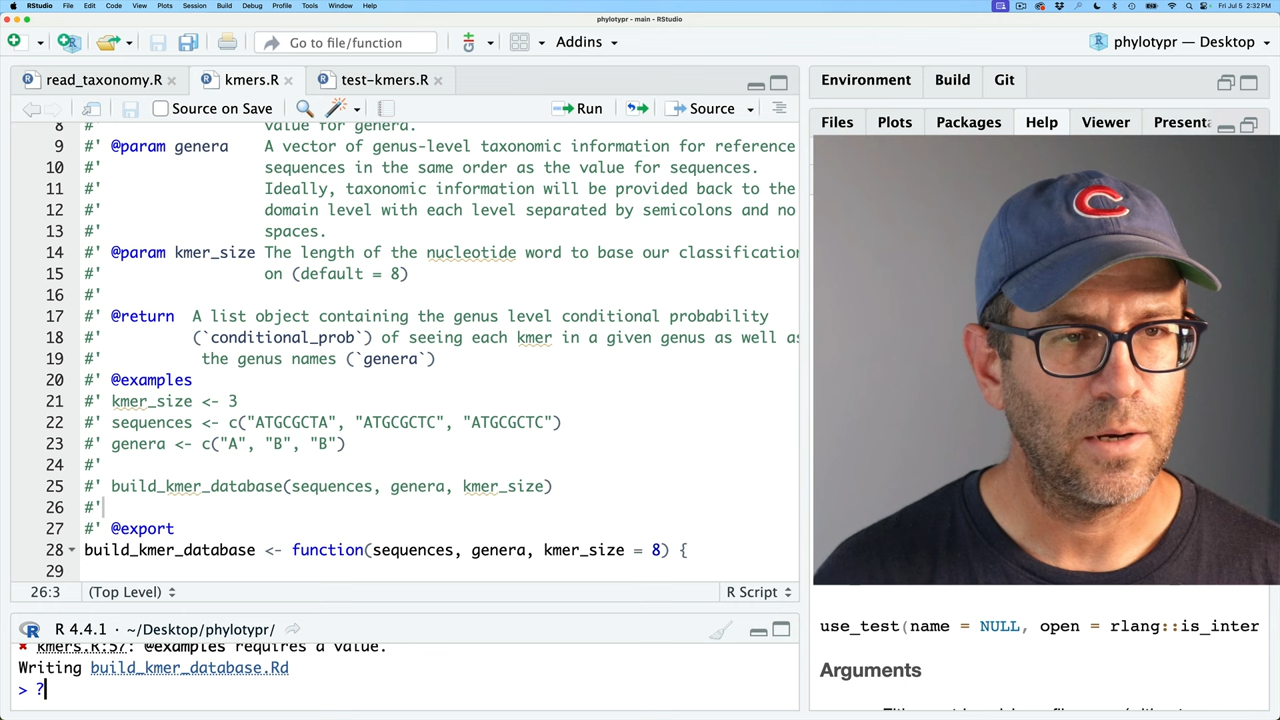 RStudio File Edit Code View Plots Session Build Debug Profile Tools Window Help Fri Jul 5 2:32 PM
phylotypr - main - RStudio
Go to file/function Addins phylotypr — Desktop
read_taxonomy.R kmers.R test-kmers.R
Environment Build Git
Source on Save Run Source
Files Plots Packages Help Viewer Presenta
8 #' value for genera.
9 #' @param genera A vector of genus-level taxonomic information for reference
10 #' sequences in the same order as the value for sequences.
11 #' Ideally, taxonomic information will be provided back to the
12 #' domain level with each level separated by semicolons and no
13 #' spaces.
14 #' @param kmer_size The length of the nucleotide word to base our classification
15 #' on (default = 8)
16 #'
17 #' @return A list object containing the genus level conditional probability
18 #' (`conditional_prob`) of seeing each kmer in a given genus as well as
19 #' the genus names (`genera`)
20 #' @examples
21 #' kmer_size <- 3
22 #' sequences <- c("ATGCGCTA", "ATGCGCTC", "ATGCGCTC")
23 #' genera <- c("A", "B", "B")
24 #'
25 #' build_kmer_database(sequences, genera, kmer_size)
26 #'
27 #' @export
28 build_kmer_database <- function(sequences, genera, kmer_size = 8) {
29
26:3 (Top Level) R Script
R 4.4.1 · ~/Desktop/phylotypr/
✖ kmers.R:57: @examples requires a value.
Writing build_kmer_database.Rd
> ?
use_test(name = NULL, open = rlang::is_inter
Arguments